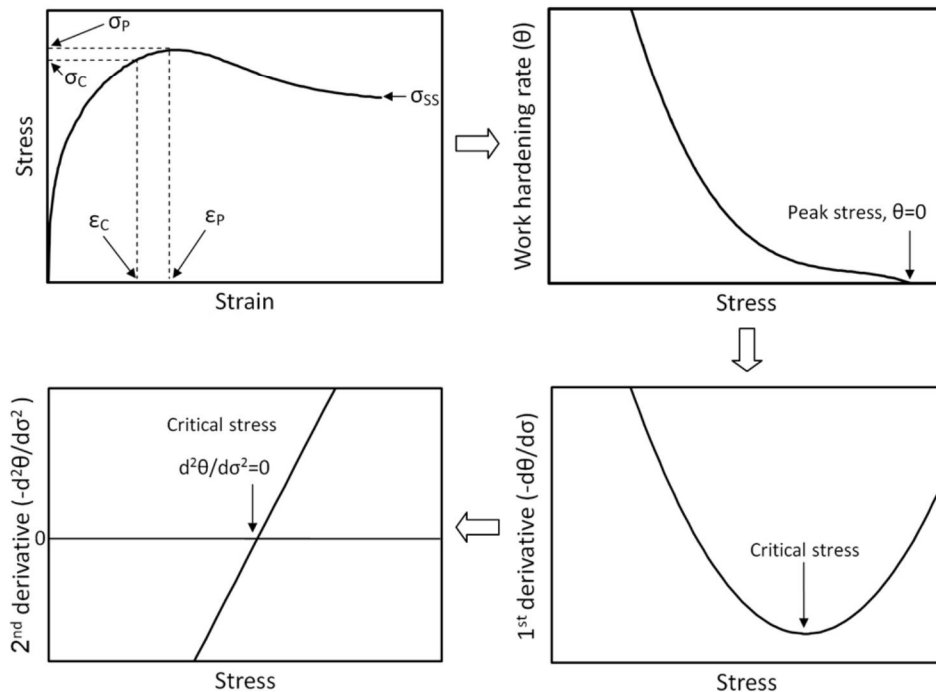 σP
σC
σSS
Stress
εC
εP
Strain
Work hardening rate (θ)
Peak stress, θ=0
Stress
2nd derivative (-d²θ/dσ²)
Critical stress
d²θ/dσ²=0
0
Stress
1st derivative (-dθ/dσ)
Critical stress
Stress